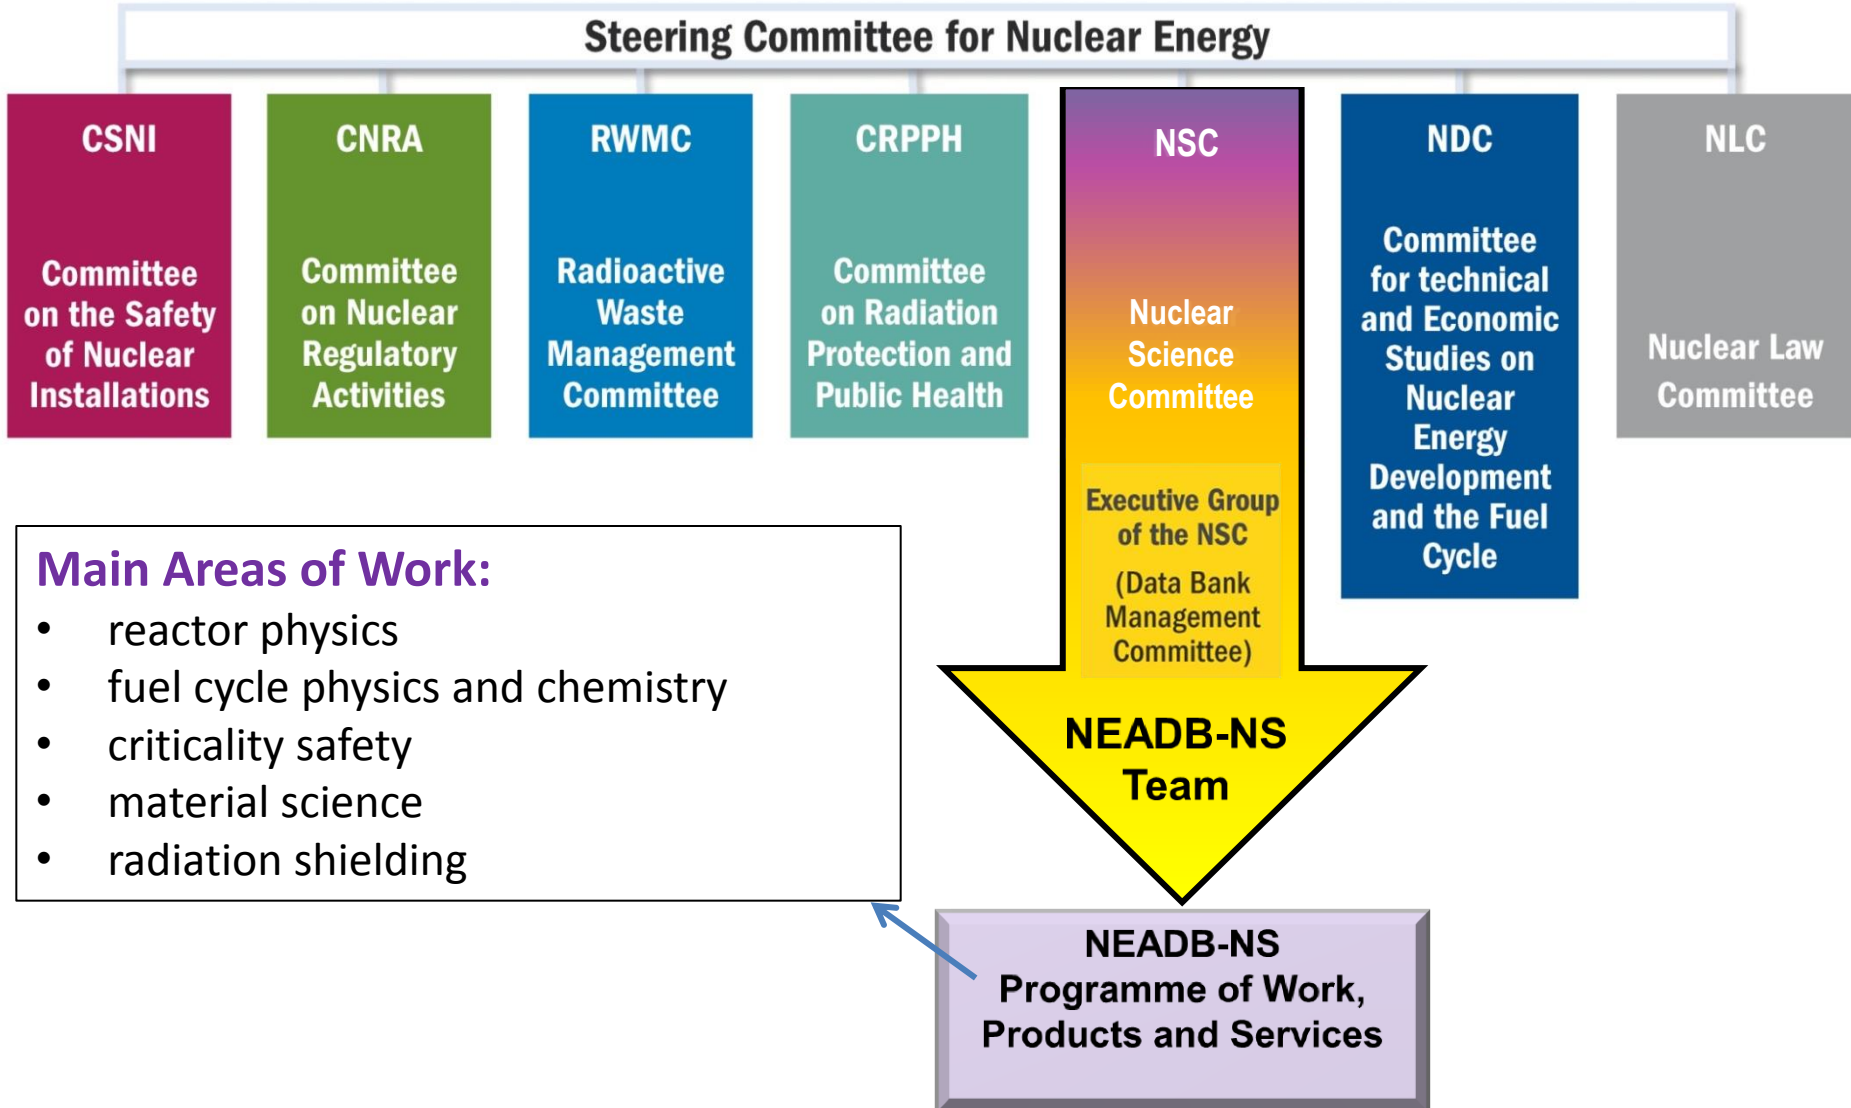 Steering Committee for Nuclear Energy
CSNI
Committee
on the Safety
of Nuclear
Installations
CNRA
Committee
on Nuclear
Regulatory
Activities
RWMC
Radioactive
Waste
Management
Committee
CRPPH
Committee
on Radiation
Protection and
Public Health
NSC
Nuclear
Science
Committee
Executive Group
of the NSC
(Data Bank
Management
Committee)
NEADB-NS
Team
NDC
Committee
for technical
and Economic
Studies on
Nuclear
Energy
Development
and the Fuel
Cycle
NLC
Nuclear Law
Committee
Main Areas of Work:
• reactor physics
• fuel cycle physics and chemistry
• criticality safety
• material science
• radiation shielding
NEADB-NS
Programme of Work,
Products and Services